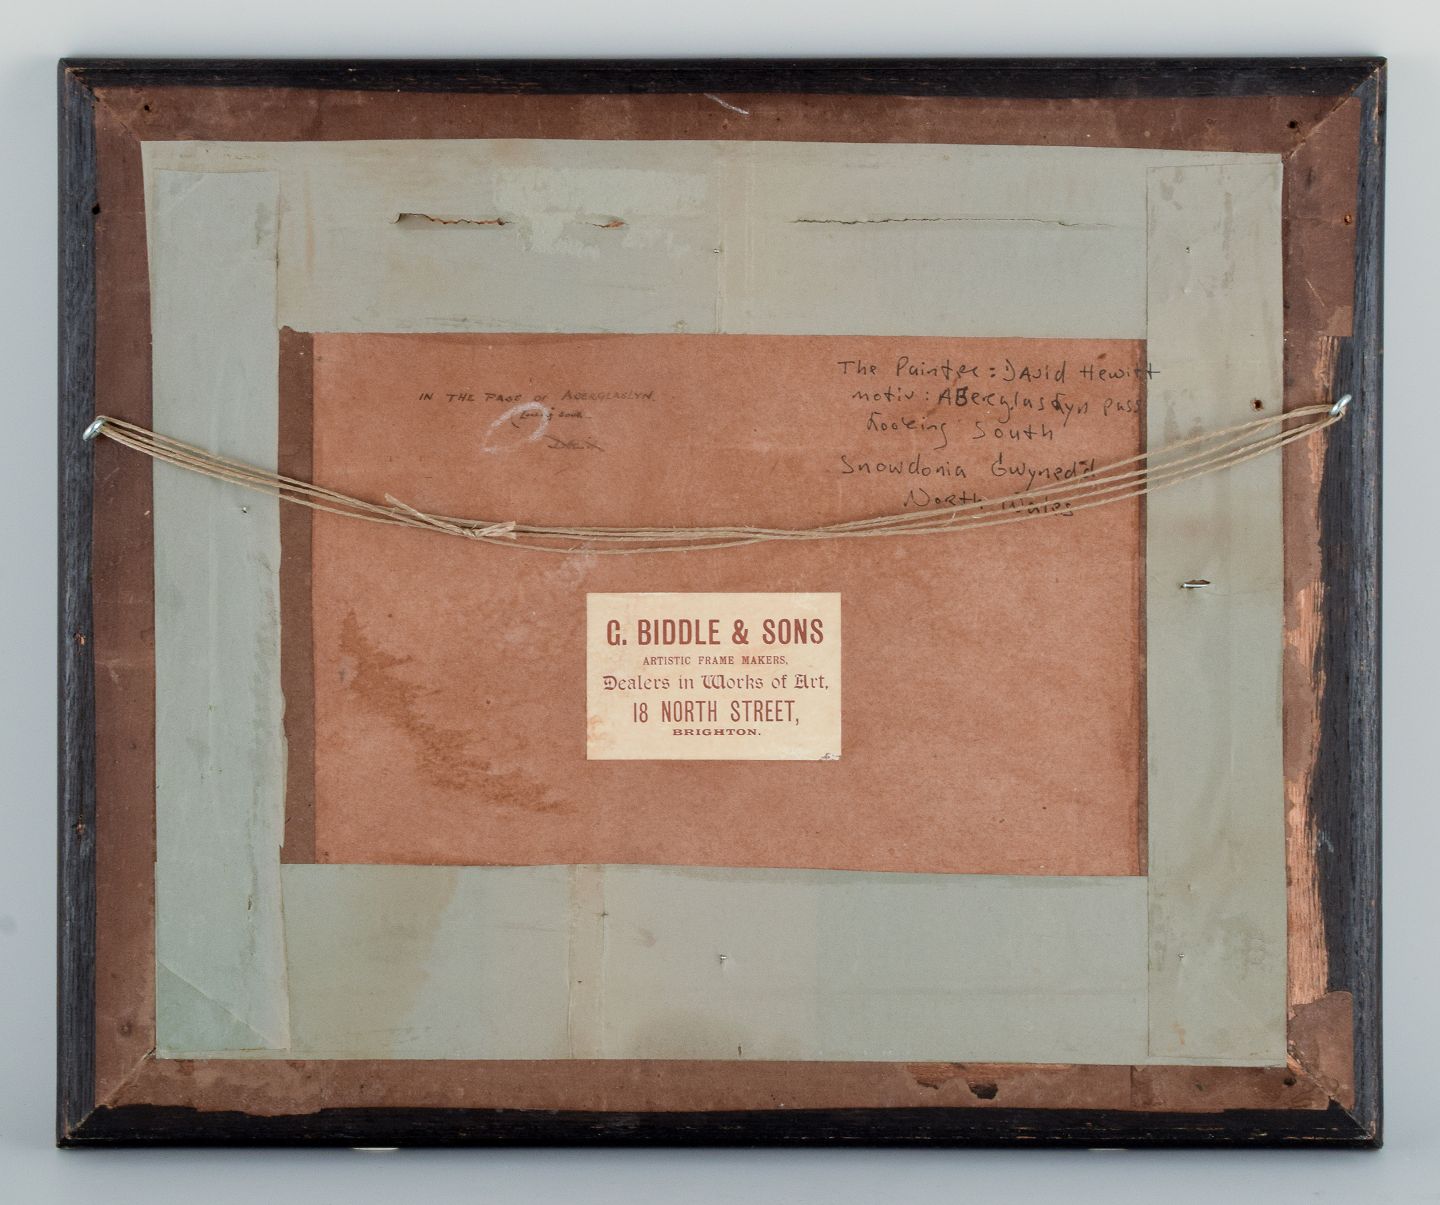 IN THE PASS OF ABERGLASLYN.
(Looking South
The Painter: David Hewitt
motiv: Aberglaslyn pass
Looking South
Snowdonia Gwynedd
North Wales
G. BIDDLE & SONS
ARTISTIC FRAME MAKERS,
Dealers in Works of Art,
18 NORTH STREET,
BRIGHTON.